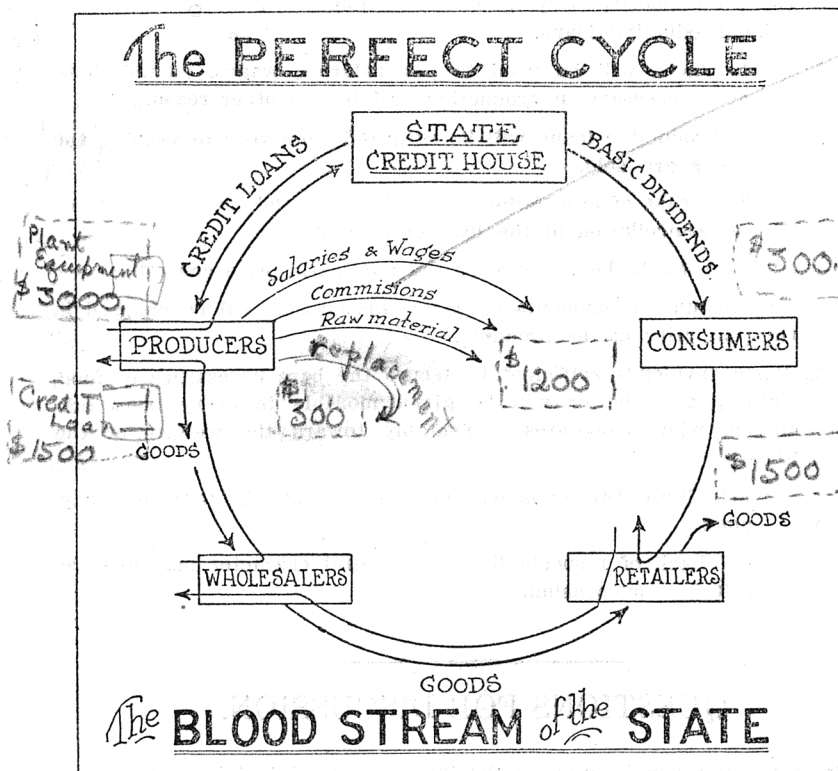 The PERFECT CYCLE
STATE
CREDIT HOUSE
CREDIT LOANS
BASIC DIVIDENDS.
Plant
Equipment
$3000.
Salaries & Wages
Commisions
Raw material
$300.
PRODUCERS
CONSUMERS
replacement
$300
$1200
Credit
Loan
$1500
GOODS
$1500
GOODS
WHOLESALERS
RETAILERS
GOODS
The BLOOD STREAM of the STATE